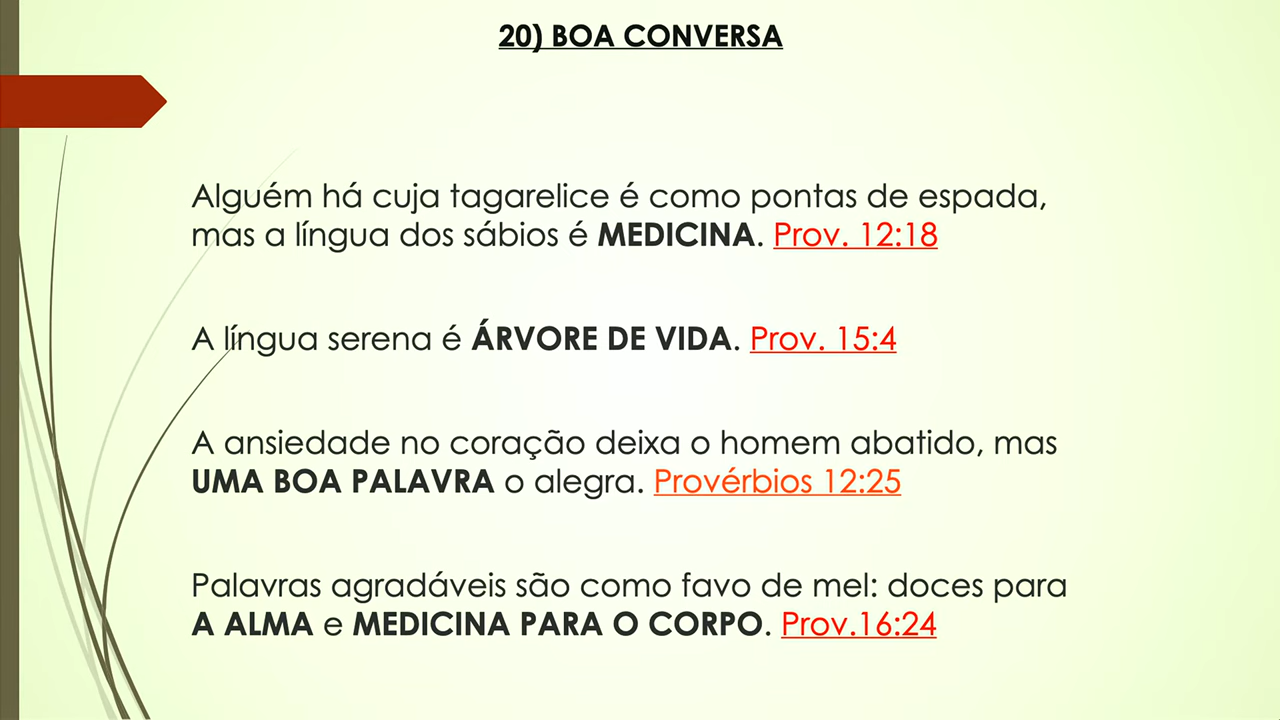 20) BOA CONVERSA
Alguém há cuja tagarelice é como pontas de espada,
mas a língua dos sábios é MEDICINA. Prov. 12:18
A língua serena é ÁRVORE DE VIDA. Prov. 15:4
A ansiedade no coração deixa o homem abatido, mas
UMA BOA PALAVRA o alegra. Provérbios 12:25
Palavras agradáveis são como favo de mel: doces para
A ALMA e MEDICINA PARA O CORPO. Prov.16:24